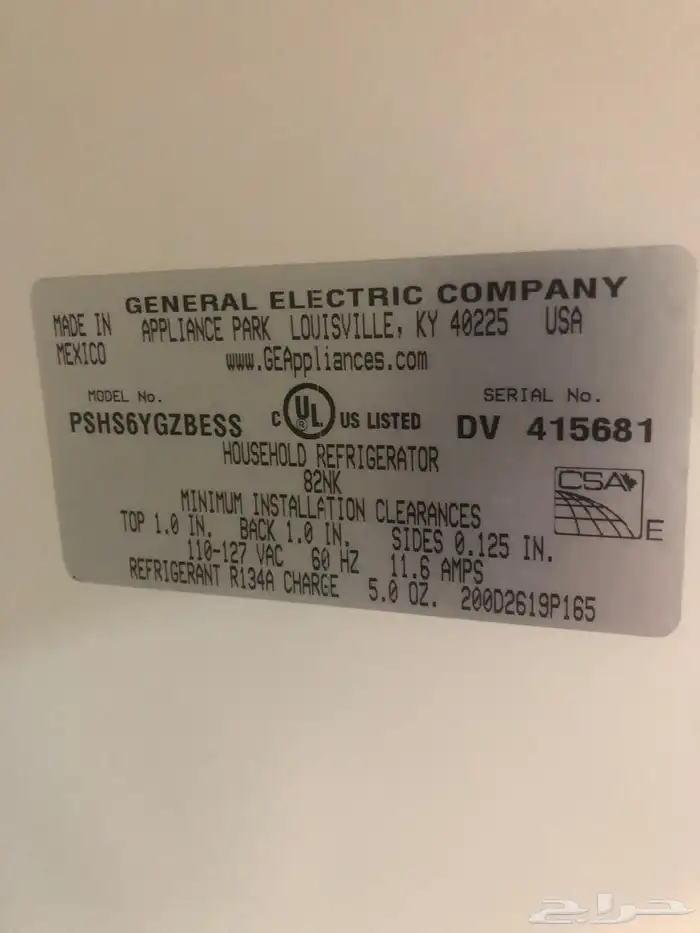 GENERAL ELECTRIC COMPANY
MADE IN MEXICO
APPLIANCE PARK LOUISVILLE, KY 40225 USA
www.GEAppliances.com
MODEL No.
PSHS6YGZBESS
C UL ® US LISTED
SERIAL No.
DV 415681
HOUSEHOLD REFRIGERATOR
82NK
CSA
E
MINIMUM INSTALLATION CLEARANCES
TOP 1.0 IN. BACK 1.0 IN. SIDES 0.125 IN.
110-127 VAC 60 HZ 11.6 AMPS
REFRIGERANT R134A CHARGE 5.0 OZ. 200D2619P165
حراج